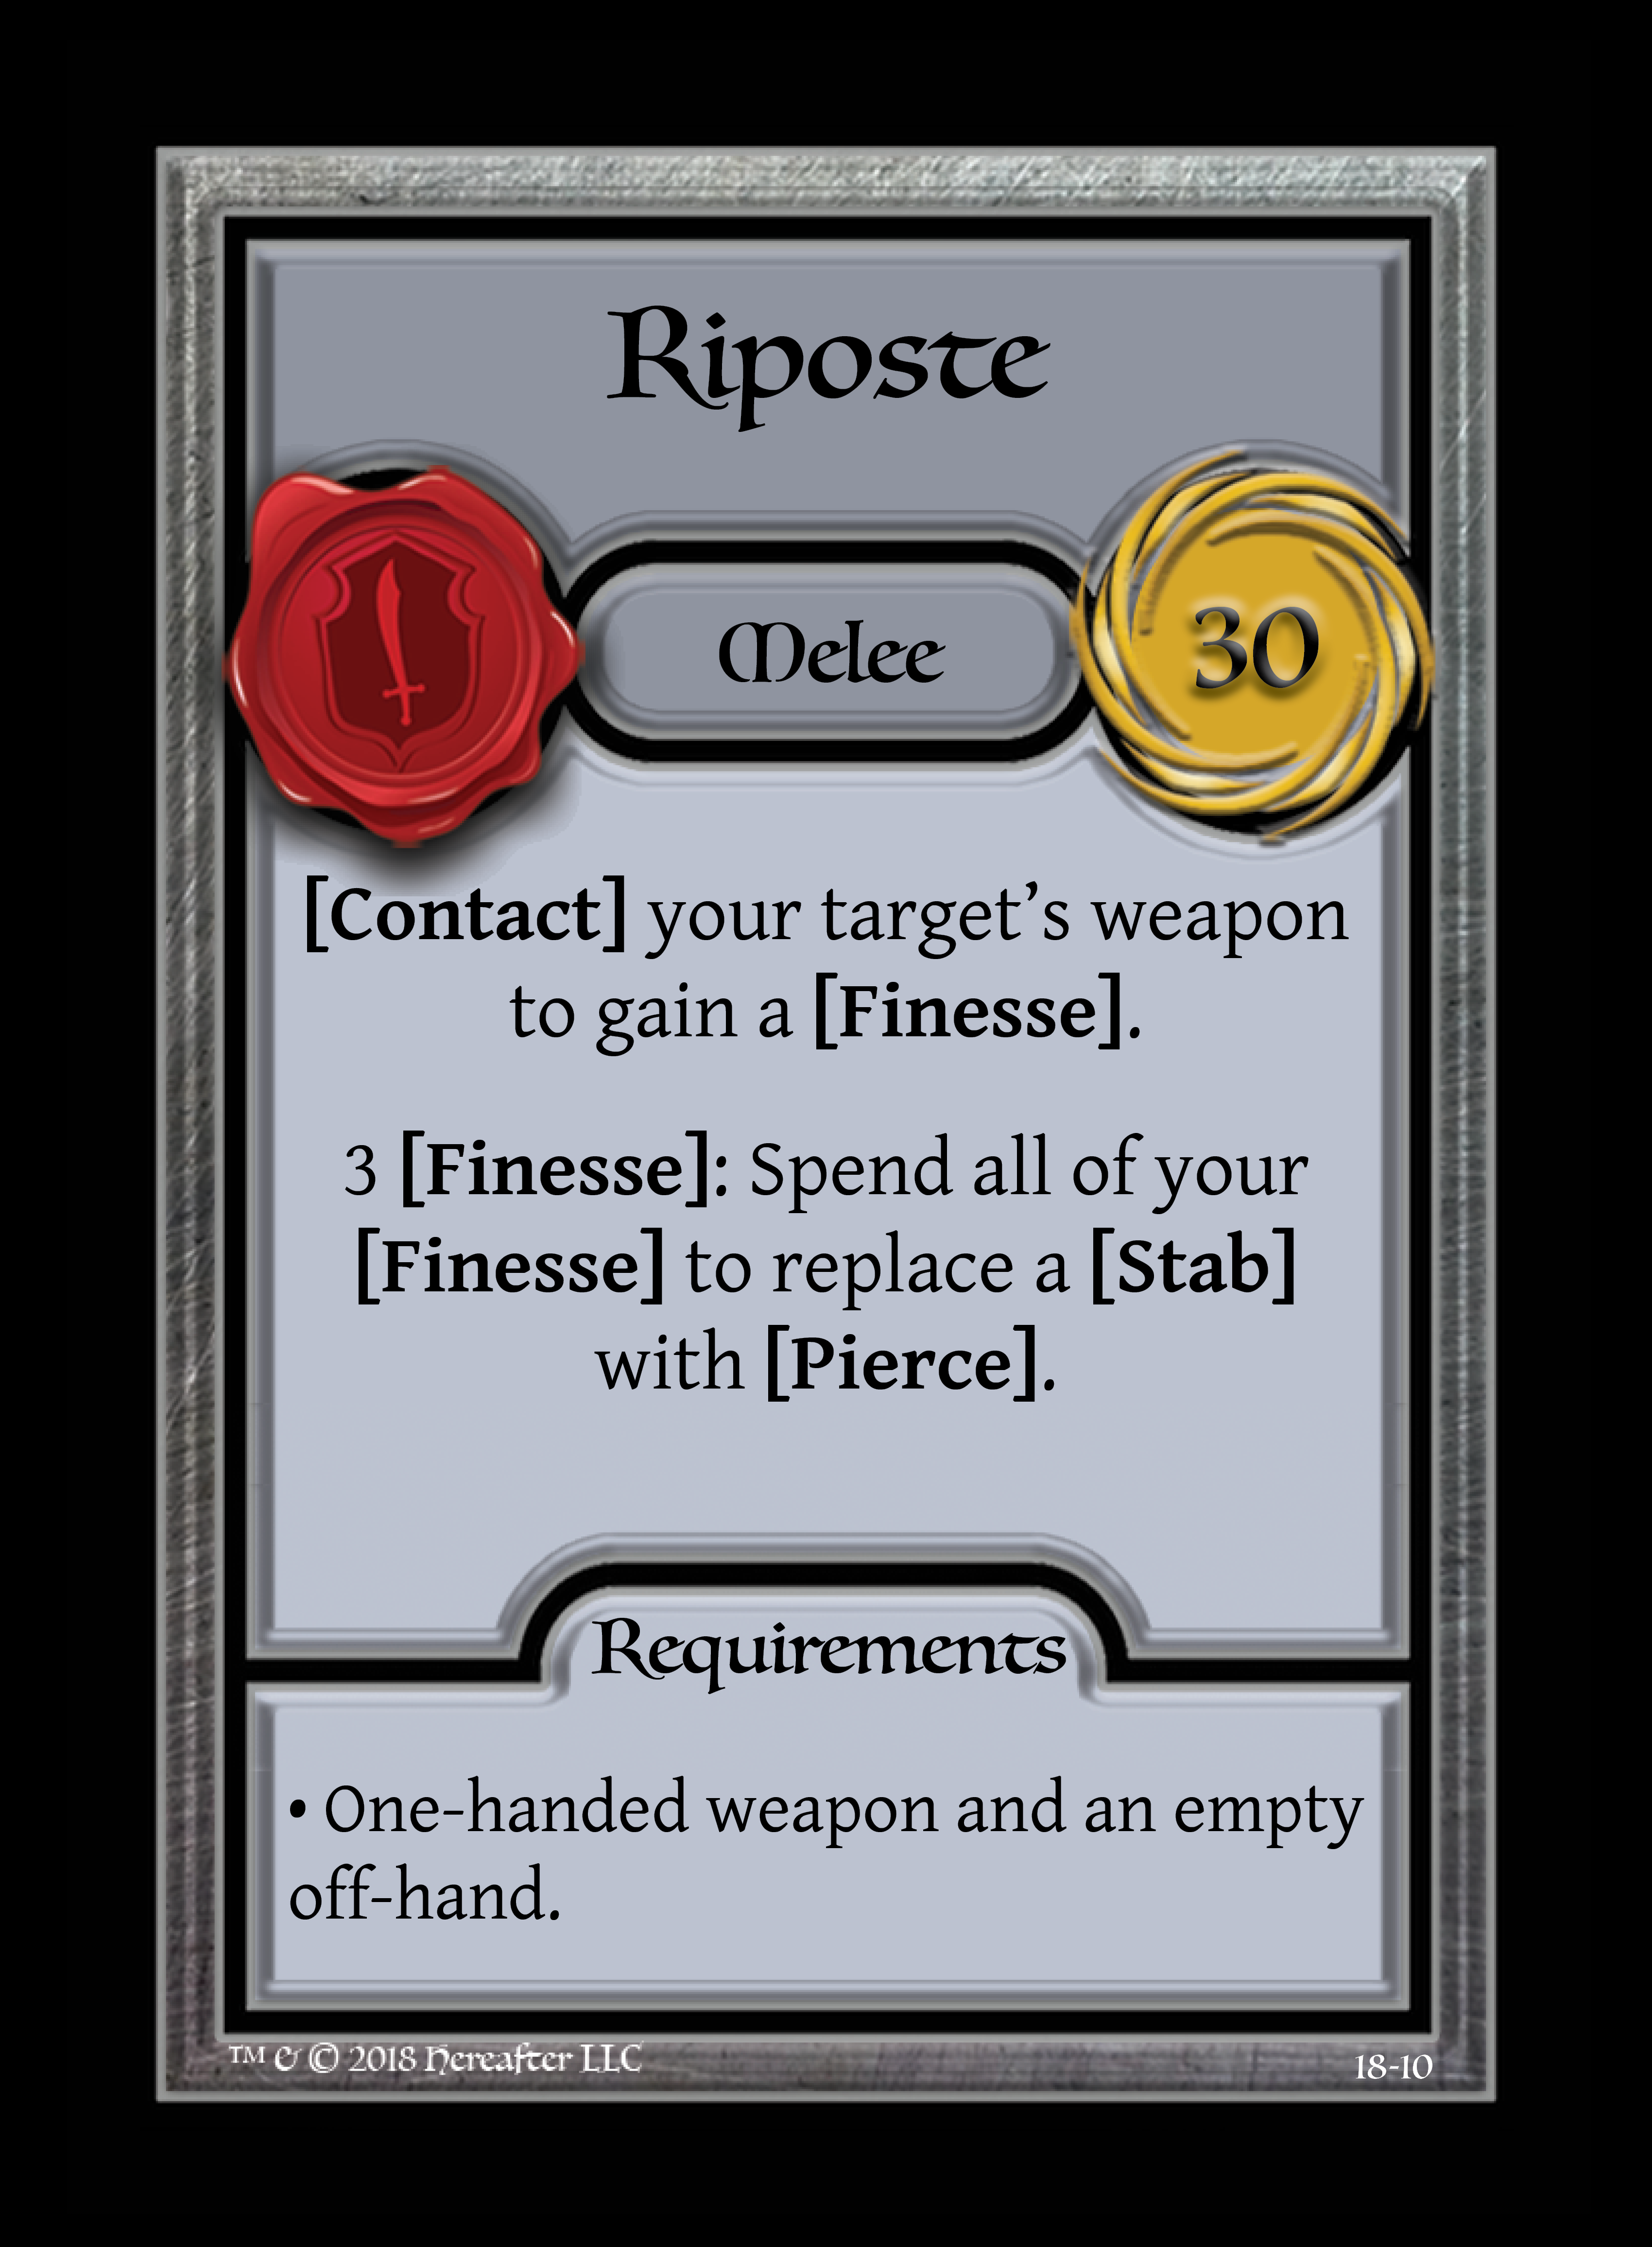 Riposte
Melee
30
[Contact] your target’s weapon
to gain a [Finesse].
3 [Finesse]: Spend all of your
[Finesse] to replace a [Stab]
with [Pierce].
Requirements
• One-handed weapon and an empty
off-hand.
™ & © 2018 Hereafter LLC
18-10